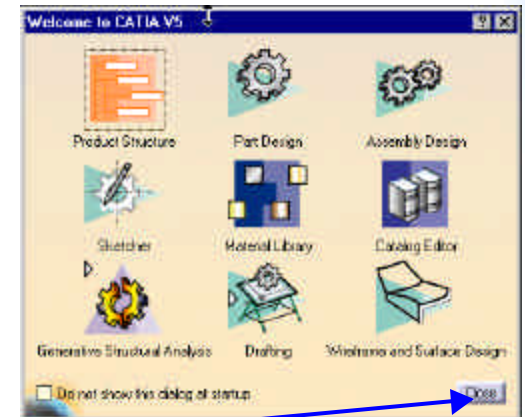 Welcome to CATIA V5
Product Structure
Part Design
Assembly Design
Sketcher
Material Library
Catalog Editor
Generative Structural Analysis
Drafting
Wireframe and Surface Design
Do not show this dialog at startup
Close